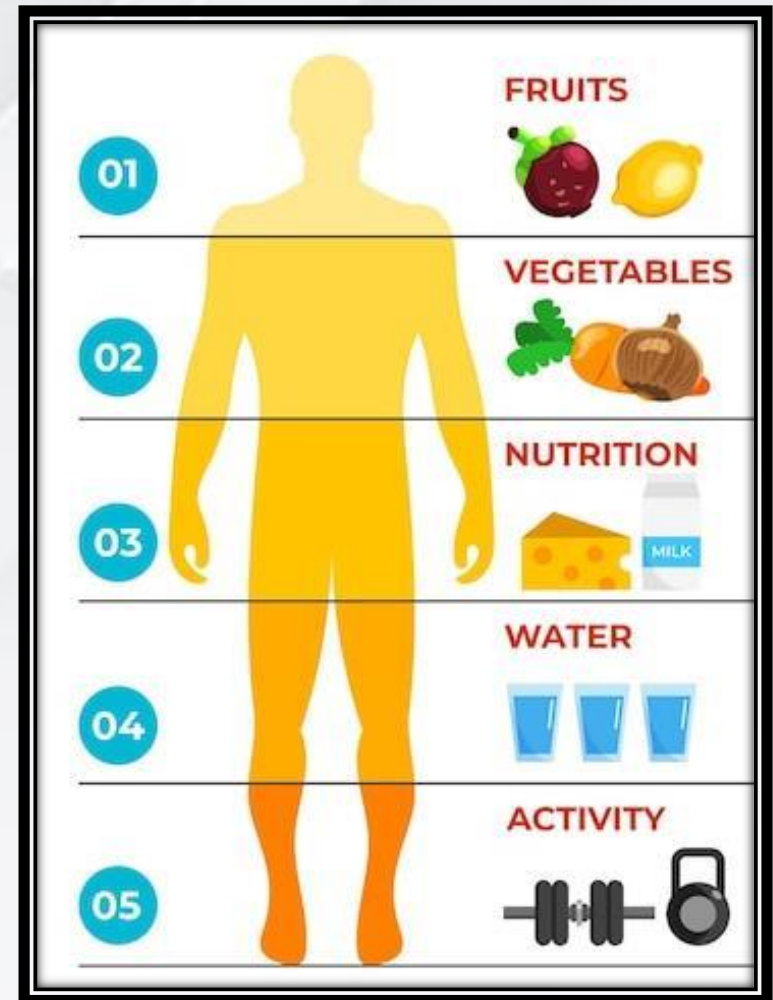 FRUITS
01
VEGETABLES
02
NUTRITION
03
MILK
WATER
04
ACTIVITY
05